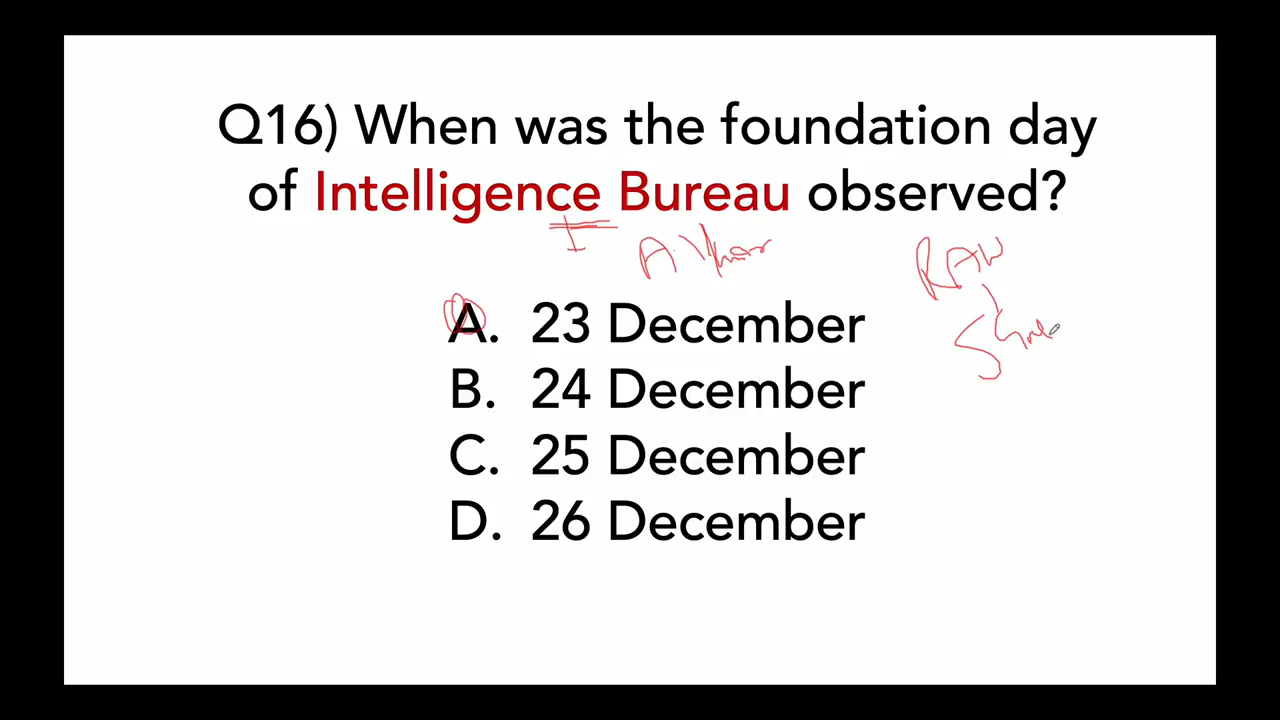 Q16) When was the foundation day
of Intelligence Bureau observed?
I
RAW
A. 23 December
B. 24 December
C. 25 December
D. 26 December